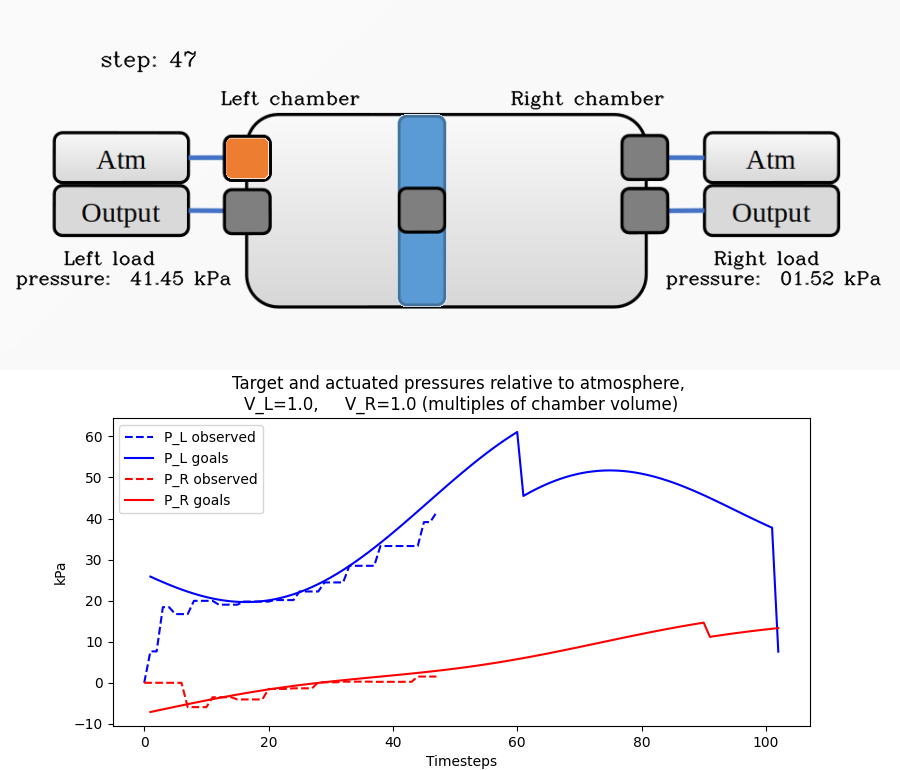 step: 47
Left chamber
Right chamber
Atm
Atm
Output
Output
Left load
pressure: 41.45 kPa
Right load
pressure: 01.52 kPa
Target and actuated pressures relative to atmosphere,
V_L=1.0, V_R=1.0 (multiples of chamber volume)
P_L observed
P_L goals
P_R observed
P_R goals
60
50
40
30
20
10
0
−10
kPa
0 20 40 60 80 100
Timesteps